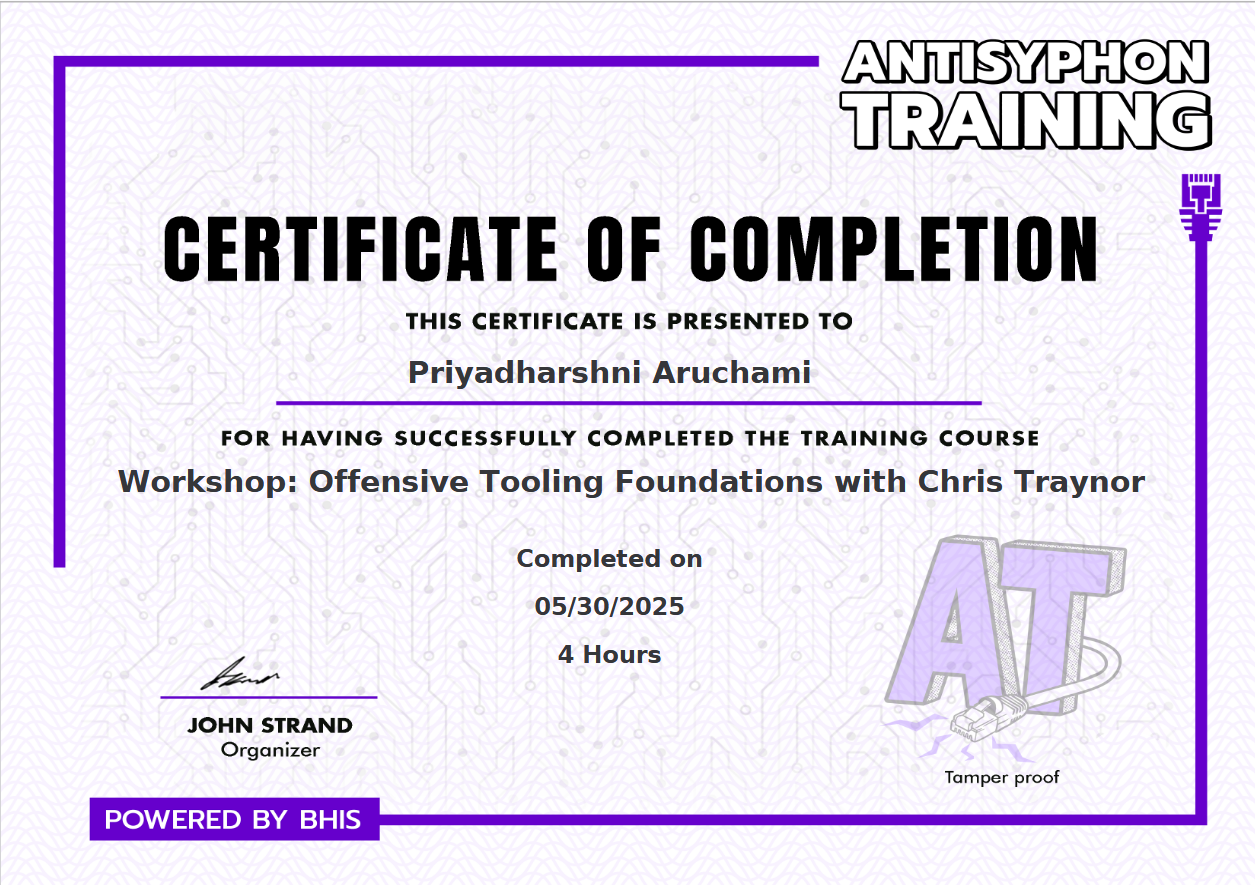 ANTISYPHON
TRAINING
CERTIFICATE OF COMPLETION
THIS CERTIFICATE IS PRESENTED TO
Priyadharshni Aruchami
FOR HAVING SUCCESSFULLY COMPLETED THE TRAINING COURSE
Workshop: Offensive Tooling Foundations with Chris Traynor
Completed on
05/30/2025
4 Hours
AT
JOHN STRAND
Organizer
Tamper proof
POWERED BY BHIS